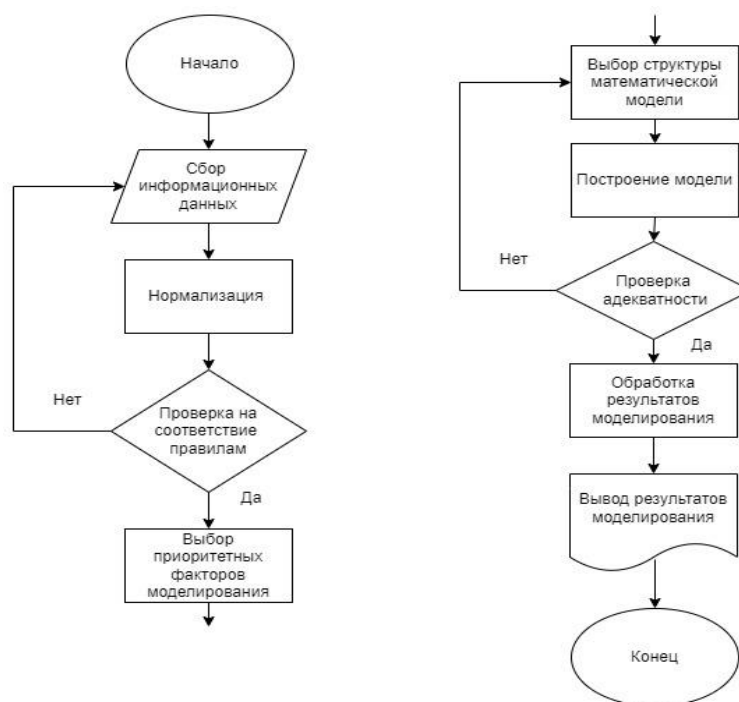 Начало
Сбор
информационных
данных
Нормализация
Нет
Проверка на
соответствие
правилам
Да
Выбор
приоритетных
факторов
моделирования
Выбор структуры
математической
модели
Построение модели
Нет
Проверка
адекватности
Да
Обработка
результатов
моделирования
Вывод результатов
моделирования
Конец